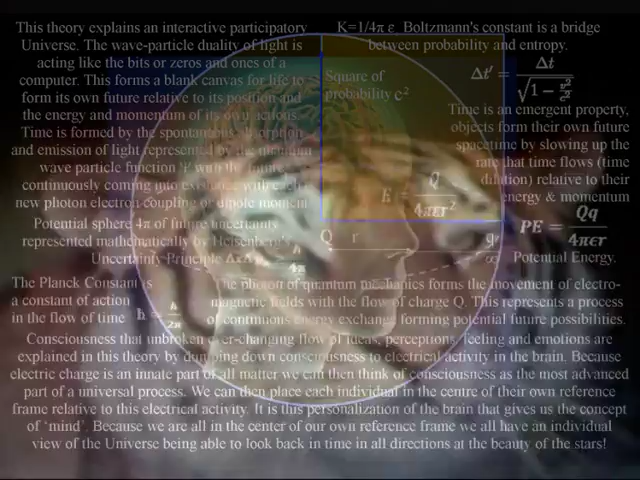 This theory explains an interactive participatory
Universe. The wave-particle duality of light is
acting like the bits or zeros and ones of a
computer. This forms a blank canvas for life to
form its own future relative to its position and
the energy and momentum of its own actions.
Time is formed by the spontaneous absorption
and emission of light represented by the quantum
wave particle function with the future
continuously coming into existence with each
new photon electron coupling or dipole moment
Potential sphere 4π of future uncertainty
represented mathematically by Heisenberg's
Uncertainty Principle
The Planck Constant is
a constant of action
in the flow of time ħ = h/2π
K=1/4π ε Boltzmann's constant is a bridge
between probability and entropy.
Δt' = Δt/√(1 − v²/c²)
Square of
probability c²
Time is an emergent property,
objects form their own future
spacetime by slowing up the
rate that time flows (time
dilation) relative to their
energy & momentum
E = Q/4πεr²
PE = Qq/4πεr
Potential Energy.
Q r q
∞
photon of quantum mechanics forms the movement of electro-
magnetic fields with the flow of charge Q. This represents a process
of continuous energy exchange forming potential future possibilities.
Consciousness that unbroken ever-changing flow of ideas, perceptions, feeling and emotions are
explained in this theory by dumping down consciousness to electrical activity in the brain. Because
electric charge is an innate part of all matter we can then think of consciousness as the most advanced
part of a universal process. We can then place each individual in the centre of their own reference
frame relative to this electrical activity. It is this personalization of the brain that gives us the concept
of 'mind'. Because we are all in the center of our own reference frame we all have an individual
view of the Universe being able to look back in time in all directions at the beauty of the stars!